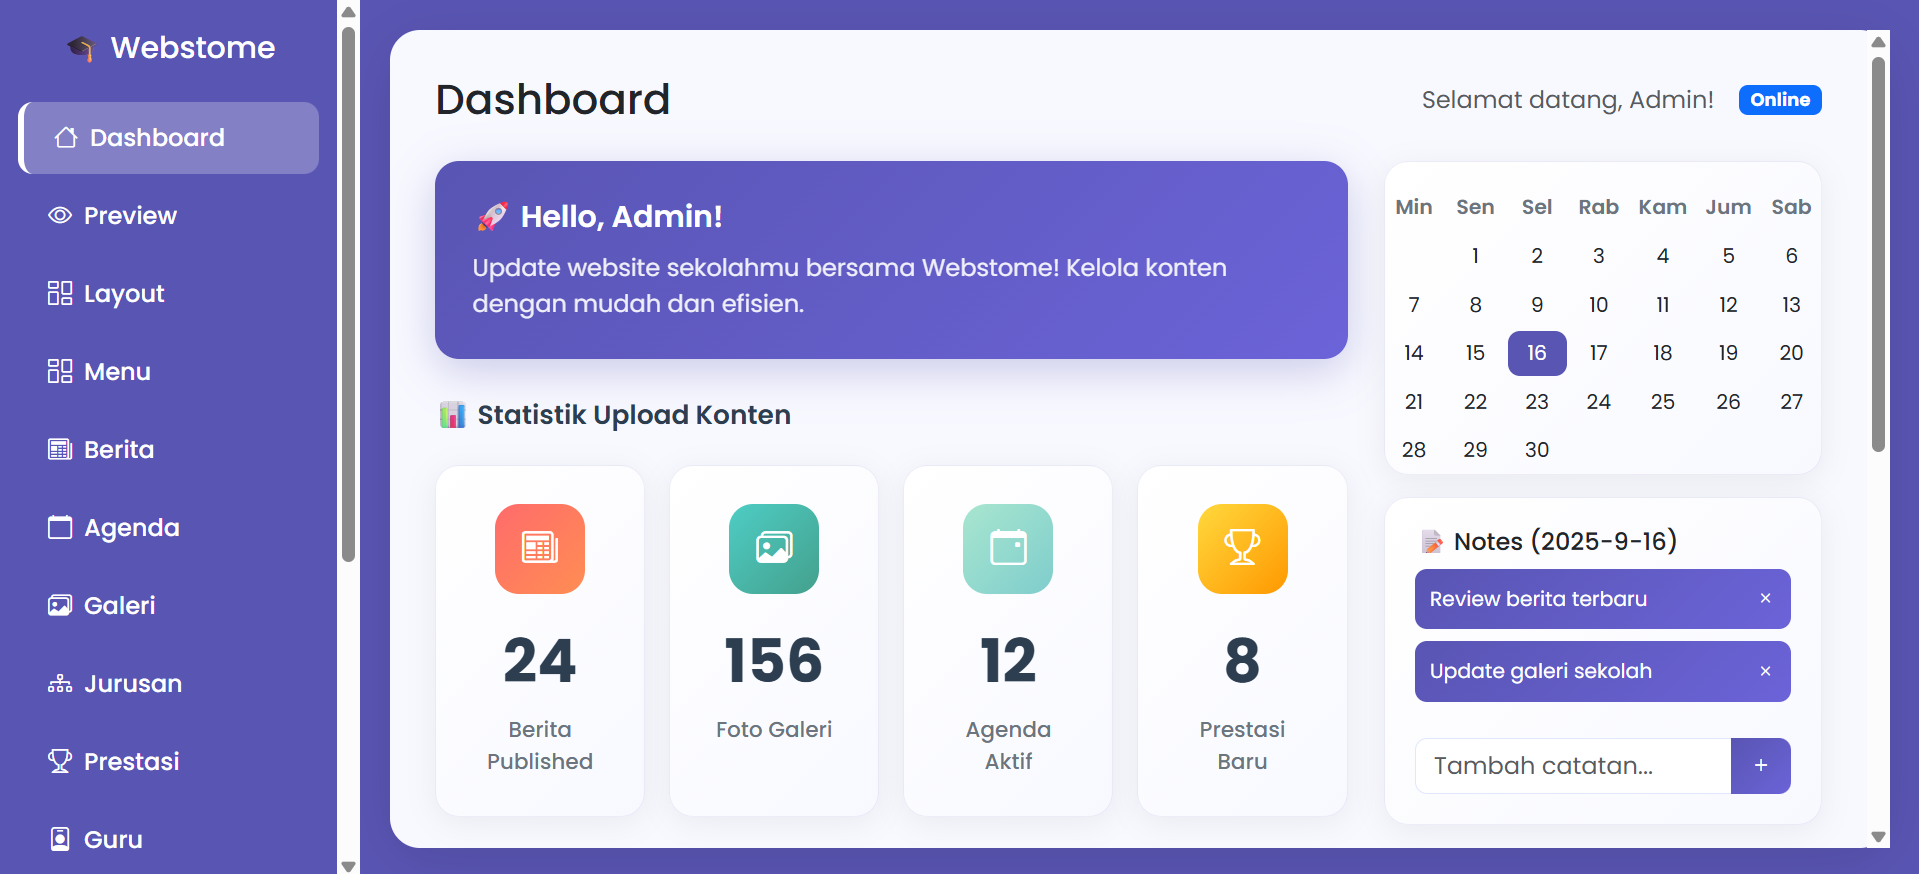 Webstome
Dashboard
Preview
Layout
Menu
Berita
Agenda
Galeri
Jurusan
Prestasi
Guru
Dashboard
Selamat datang, Admin!
Online
Hello, Admin!
Update website sekolahmu bersama Webstome! Kelola konten
dengan mudah dan efisien.
Statistik Upload Konten
24
Berita
Published
156
Foto Galeri
12
Agenda
Aktif
8
Prestasi
Baru
Min Sen Sel Rab Kam Jum Sab
1 2 3 4 5 6
7 8 9 10 11 12 13
14 15 16 17 18 19 20
21 22 23 24 25 26 27
28 29 30
Notes (2025-9-16)
Review berita terbaru ×
Update galeri sekolah ×
Tambah catatan... +